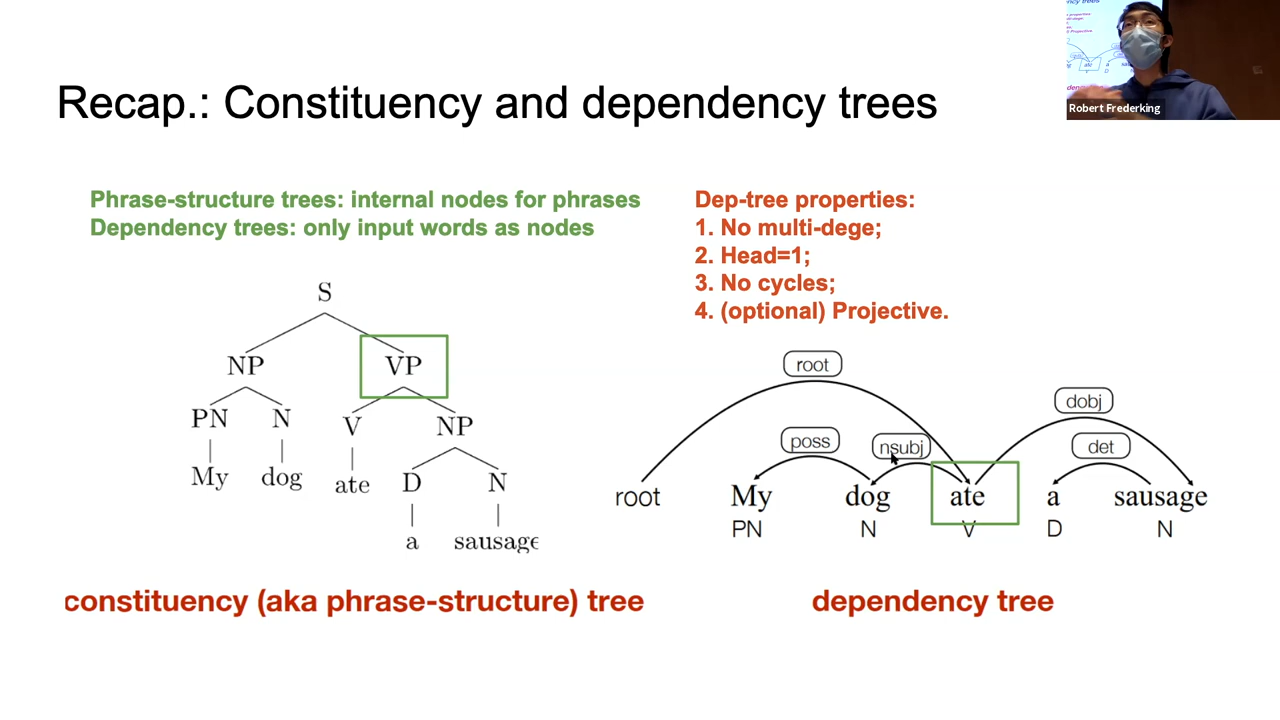 Recap.: Constituency and dependency trees
Robert Frederking
Phrase-structure trees: internal nodes for phrases
Dependency trees: only input words as nodes
Dep-tree properties:
1. No multi-dege;
2. Head=1;
3. No cycles;
4. (optional) Projective.
S
NP VP
PN N V NP
My dog ate D N
a sausage
root
dobj
poss nsubj det
root My dog ate a sausage
PN N V D N
constituency (aka phrase-structure) tree
dependency tree